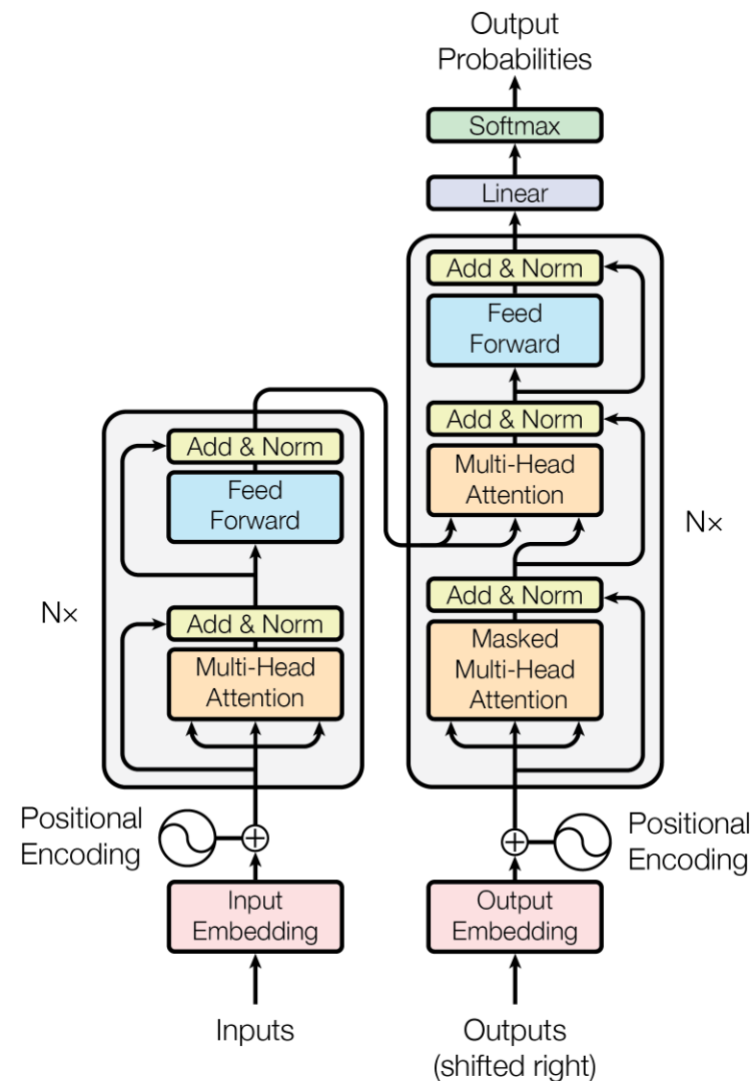 Output
Probabilities
Softmax
Linear
Add & Norm
Feed
Forward
Add & Norm
Multi-Head
Attention
Add & Norm
Masked
Multi-Head
Attention
Nx
Add & Norm
Feed
Forward
Add & Norm
Multi-Head
Attention
Nx
Positional
Encoding
Positional
Encoding
Input
Embedding
Output
Embedding
Inputs
Outputs
(shifted right)